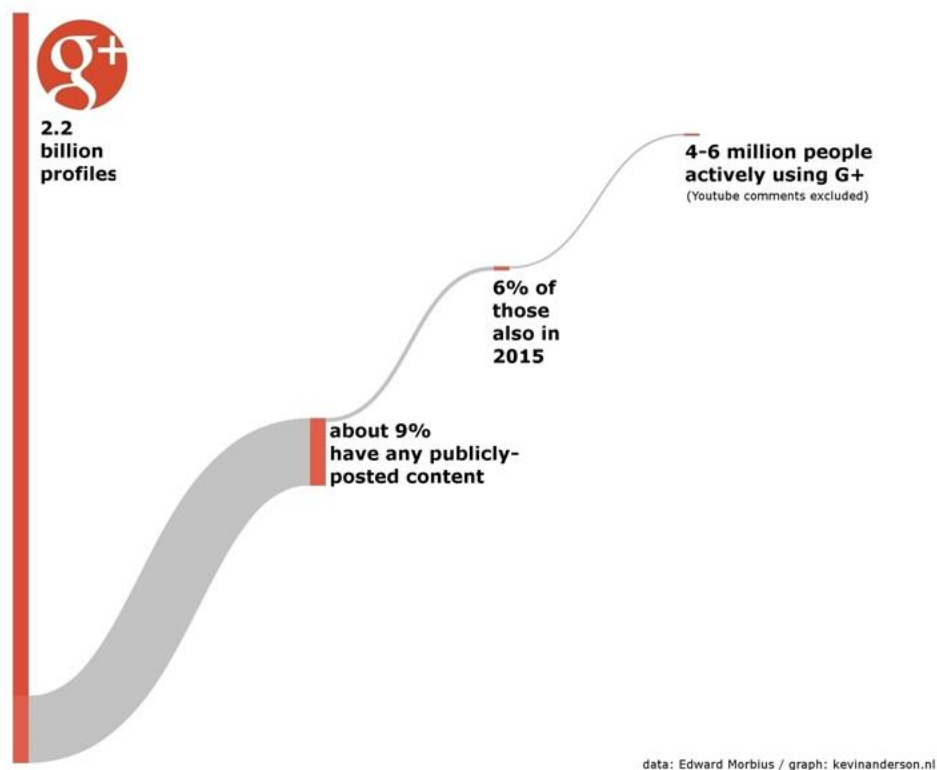 g+
2.2
billion
profiles
4-6 million people
actively using G+
(Youtube comments excluded)
6% of
those
also in
2015
about 9%
have any publicly-
posted content
data: Edward Morbius / graph: kevinanderson.nl